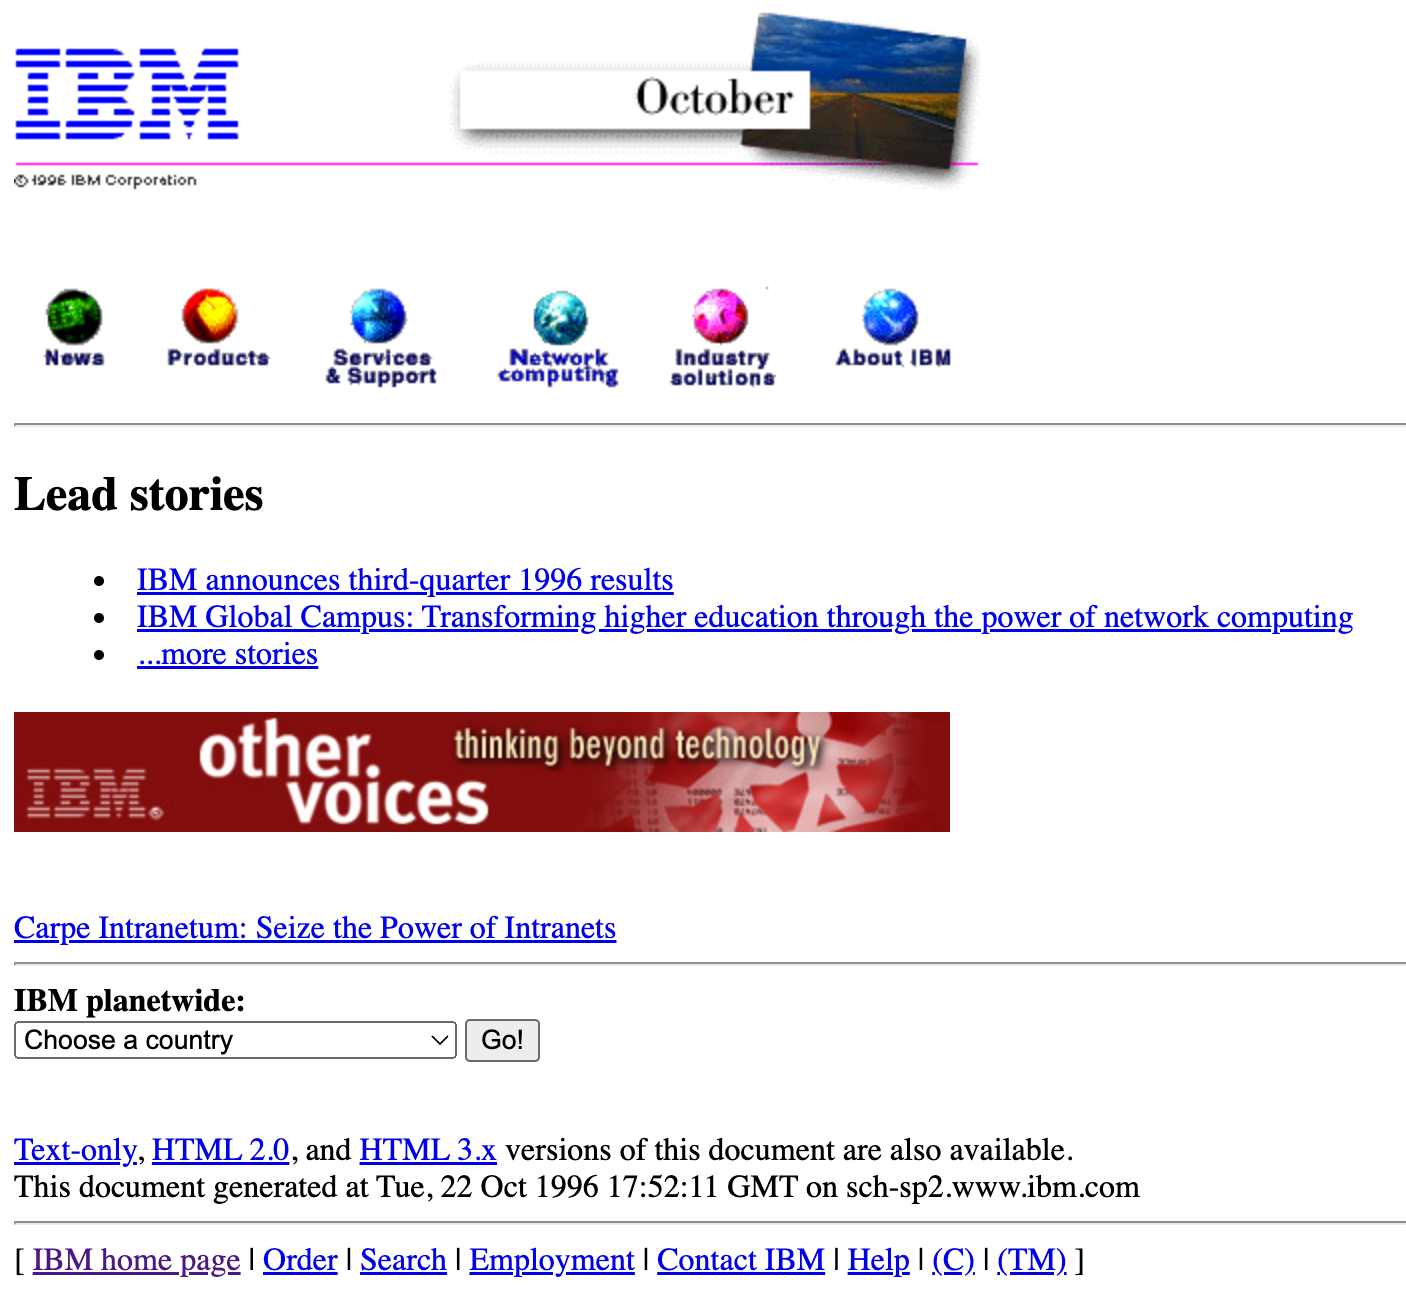 IBM
October
© 1996 IBM Corporation
News
Products
Services
& Support
Network
computing
Industry
solutions
About IBM
Lead stories
• IBM announces third-quarter 1996 results
• IBM Global Campus: Transforming higher education through the power of network computing
• ...more stories
IBM®
other.
voices
thinking beyond technology
Carpe Intranetum: Seize the Power of Intranets
IBM planetwide:
Choose a country Go!
Text-only, HTML 2.0, and HTML 3.x versions of this document are also available.
This document generated at Tue, 22 Oct 1996 17:52:11 GMT on sch-sp2.www.ibm.com
[ IBM home page | Order | Search | Employment | Contact IBM | Help | (C) | (TM) ]